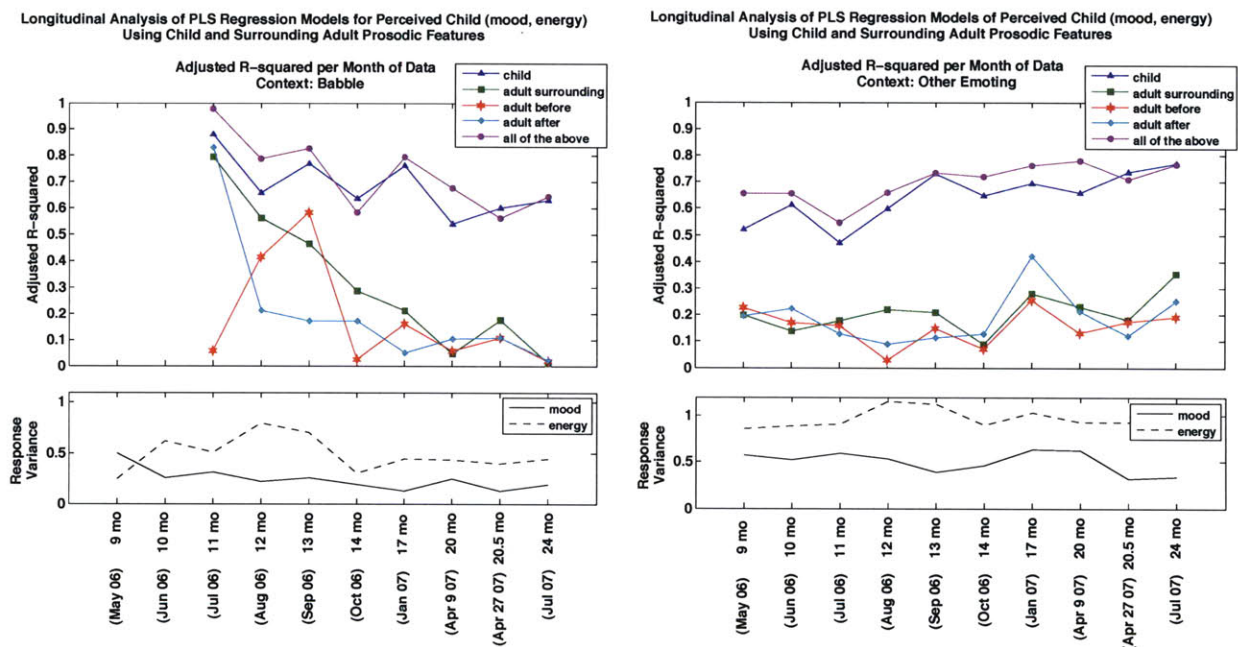 Longitudinal Analysis of PLS Regression Models for Perceived Child (mood, energy)
Using Child and Surrounding Adult Prosodic Features
Adjusted R-squared per Month of Data
Context: Babble
child
adult surrounding
adult before
adult after
all of the above
1
0.9
0.8
0.7
0.6
0.5
0.4
0.3
0.2
0.1
0
Adjusted R-squared
mood
energy
1
0.5
0
Response
Variance
9 mo
10 mo
11 mo
12 mo
13 mo
14 mo
17 mo
20 mo
20.5 mo
24 mo
(May 06)
(Jun 06)
(Jul 06)
(Aug 06)
(Sep 06)
(Oct 06)
(Jan 07)
(Apr 9 07)
(Apr 27 07)
(Jul 07)
Longitudinal Analysis of PLS Regression Models of Perceived Child (mood, energy)
Using Child and Surrounding Adult Prosodic Features
Adjusted R-squared per Month of Data
Context: Other Emoting
child
adult surrounding
adult before
adult after
all of the above
1
0.9
0.8
0.7
0.6
0.5
0.4
0.3
0.2
0.1
0
Adjusted R-squared
mood
energy
1
0.5
0
Response
Variance
9 mo
10 mo
11 mo
12 mo
13 mo
14 mo
17 mo
20 mo
20.5 mo
24 mo
(May 06)
(Jun 06)
(Jul 06)
(Aug 06)
(Sep 06)
(Oct 06)
(Jan 07)
(Apr 9 07)
(Apr 27 07)
(Jul 07)